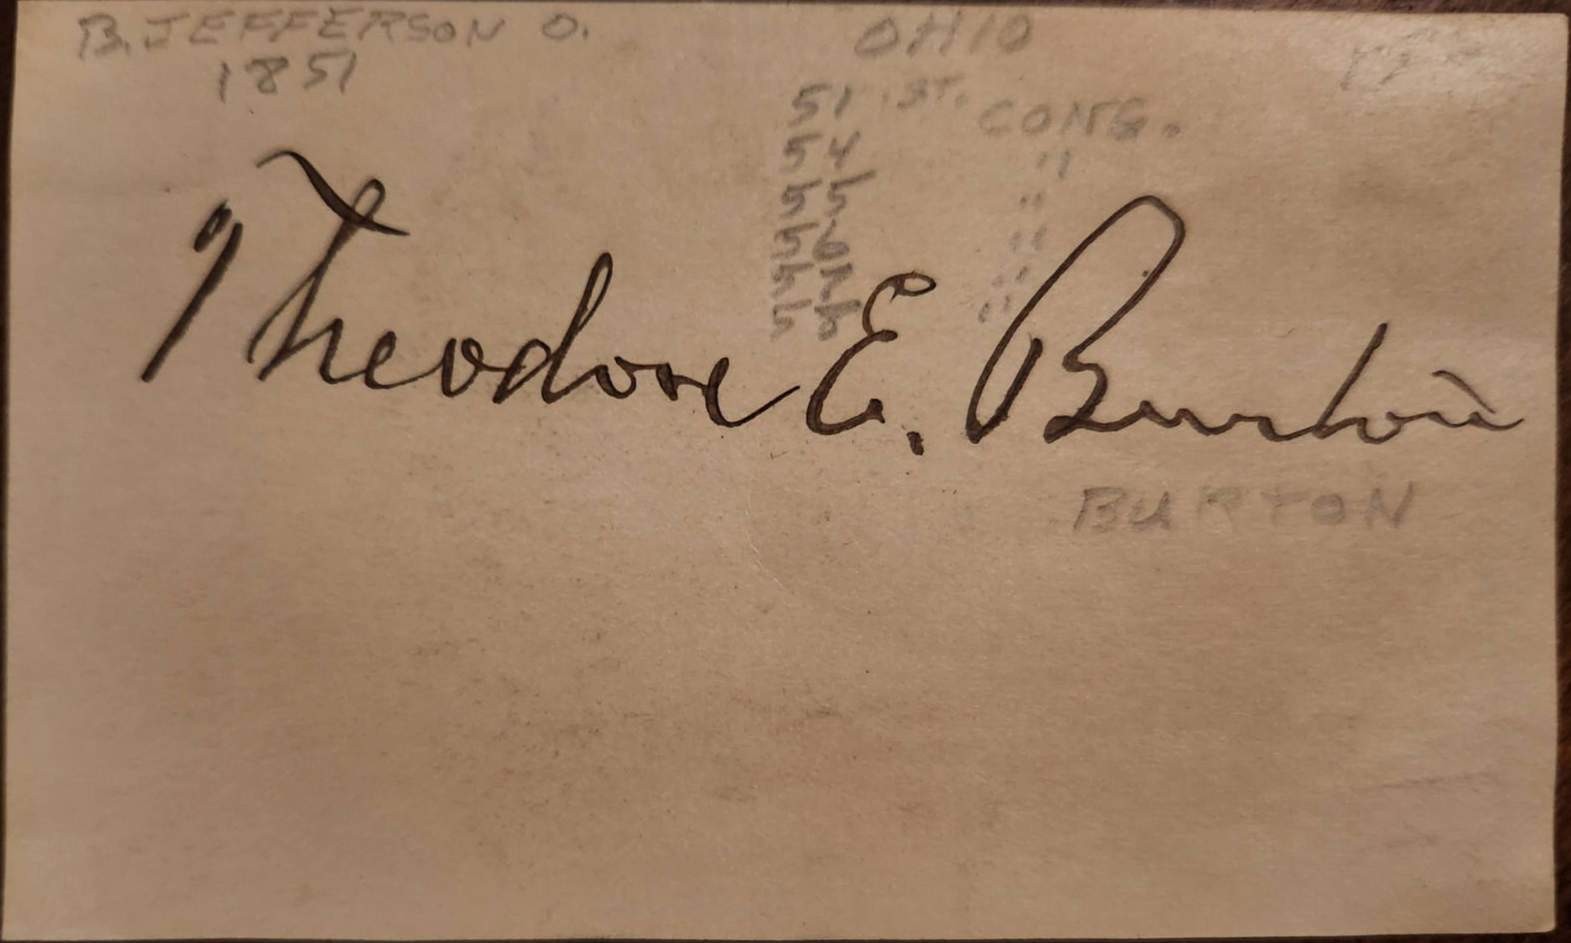 B. JEFFERSON O.
1851
OHIO
51.ST. CONG.
54 "
55 "
56 "
57 "
58 "
Theodore E. Burton
BURTON